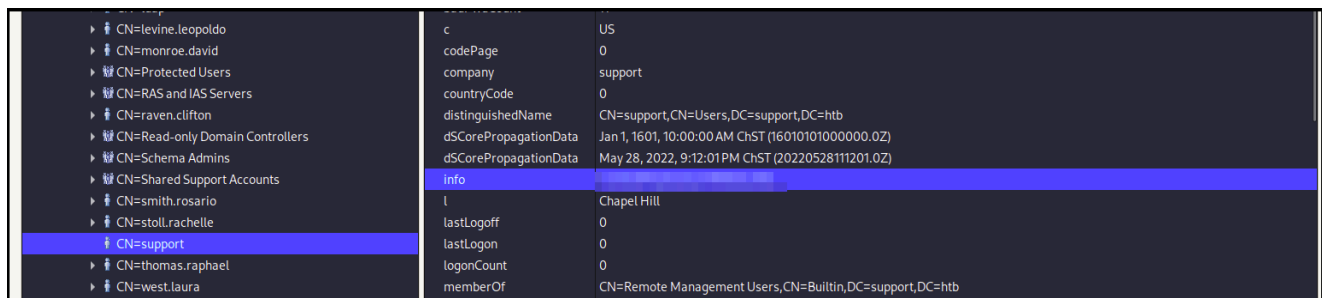 CN=levine.leopoldo
CN=monroe.david
CN=Protected Users
CN=RAS and IAS Servers
CN=raven.clifton
CN=Read-only Domain Controllers
CN=Schema Admins
CN=Shared Support Accounts
CN=smith.rosario
CN=stoll.rachelle
CN=support
CN=thomas.raphael
CN=west.laura
c US
codePage 0
company support
countryCode 0
distinguishedName CN=support,CN=Users,DC=support,DC=htb
dSCorePropagationData Jan 1, 1601, 10:00:00 AM ChST (16010101000000.0Z)
dSCorePropagationData May 28, 2022, 9:12:01 PM ChST (20220528111201.0Z)
info
l Chapel Hill
lastLogoff 0
lastLogon 0
logonCount 0
memberOf CN=Remote Management Users,CN=Builtin,DC=support,DC=htb